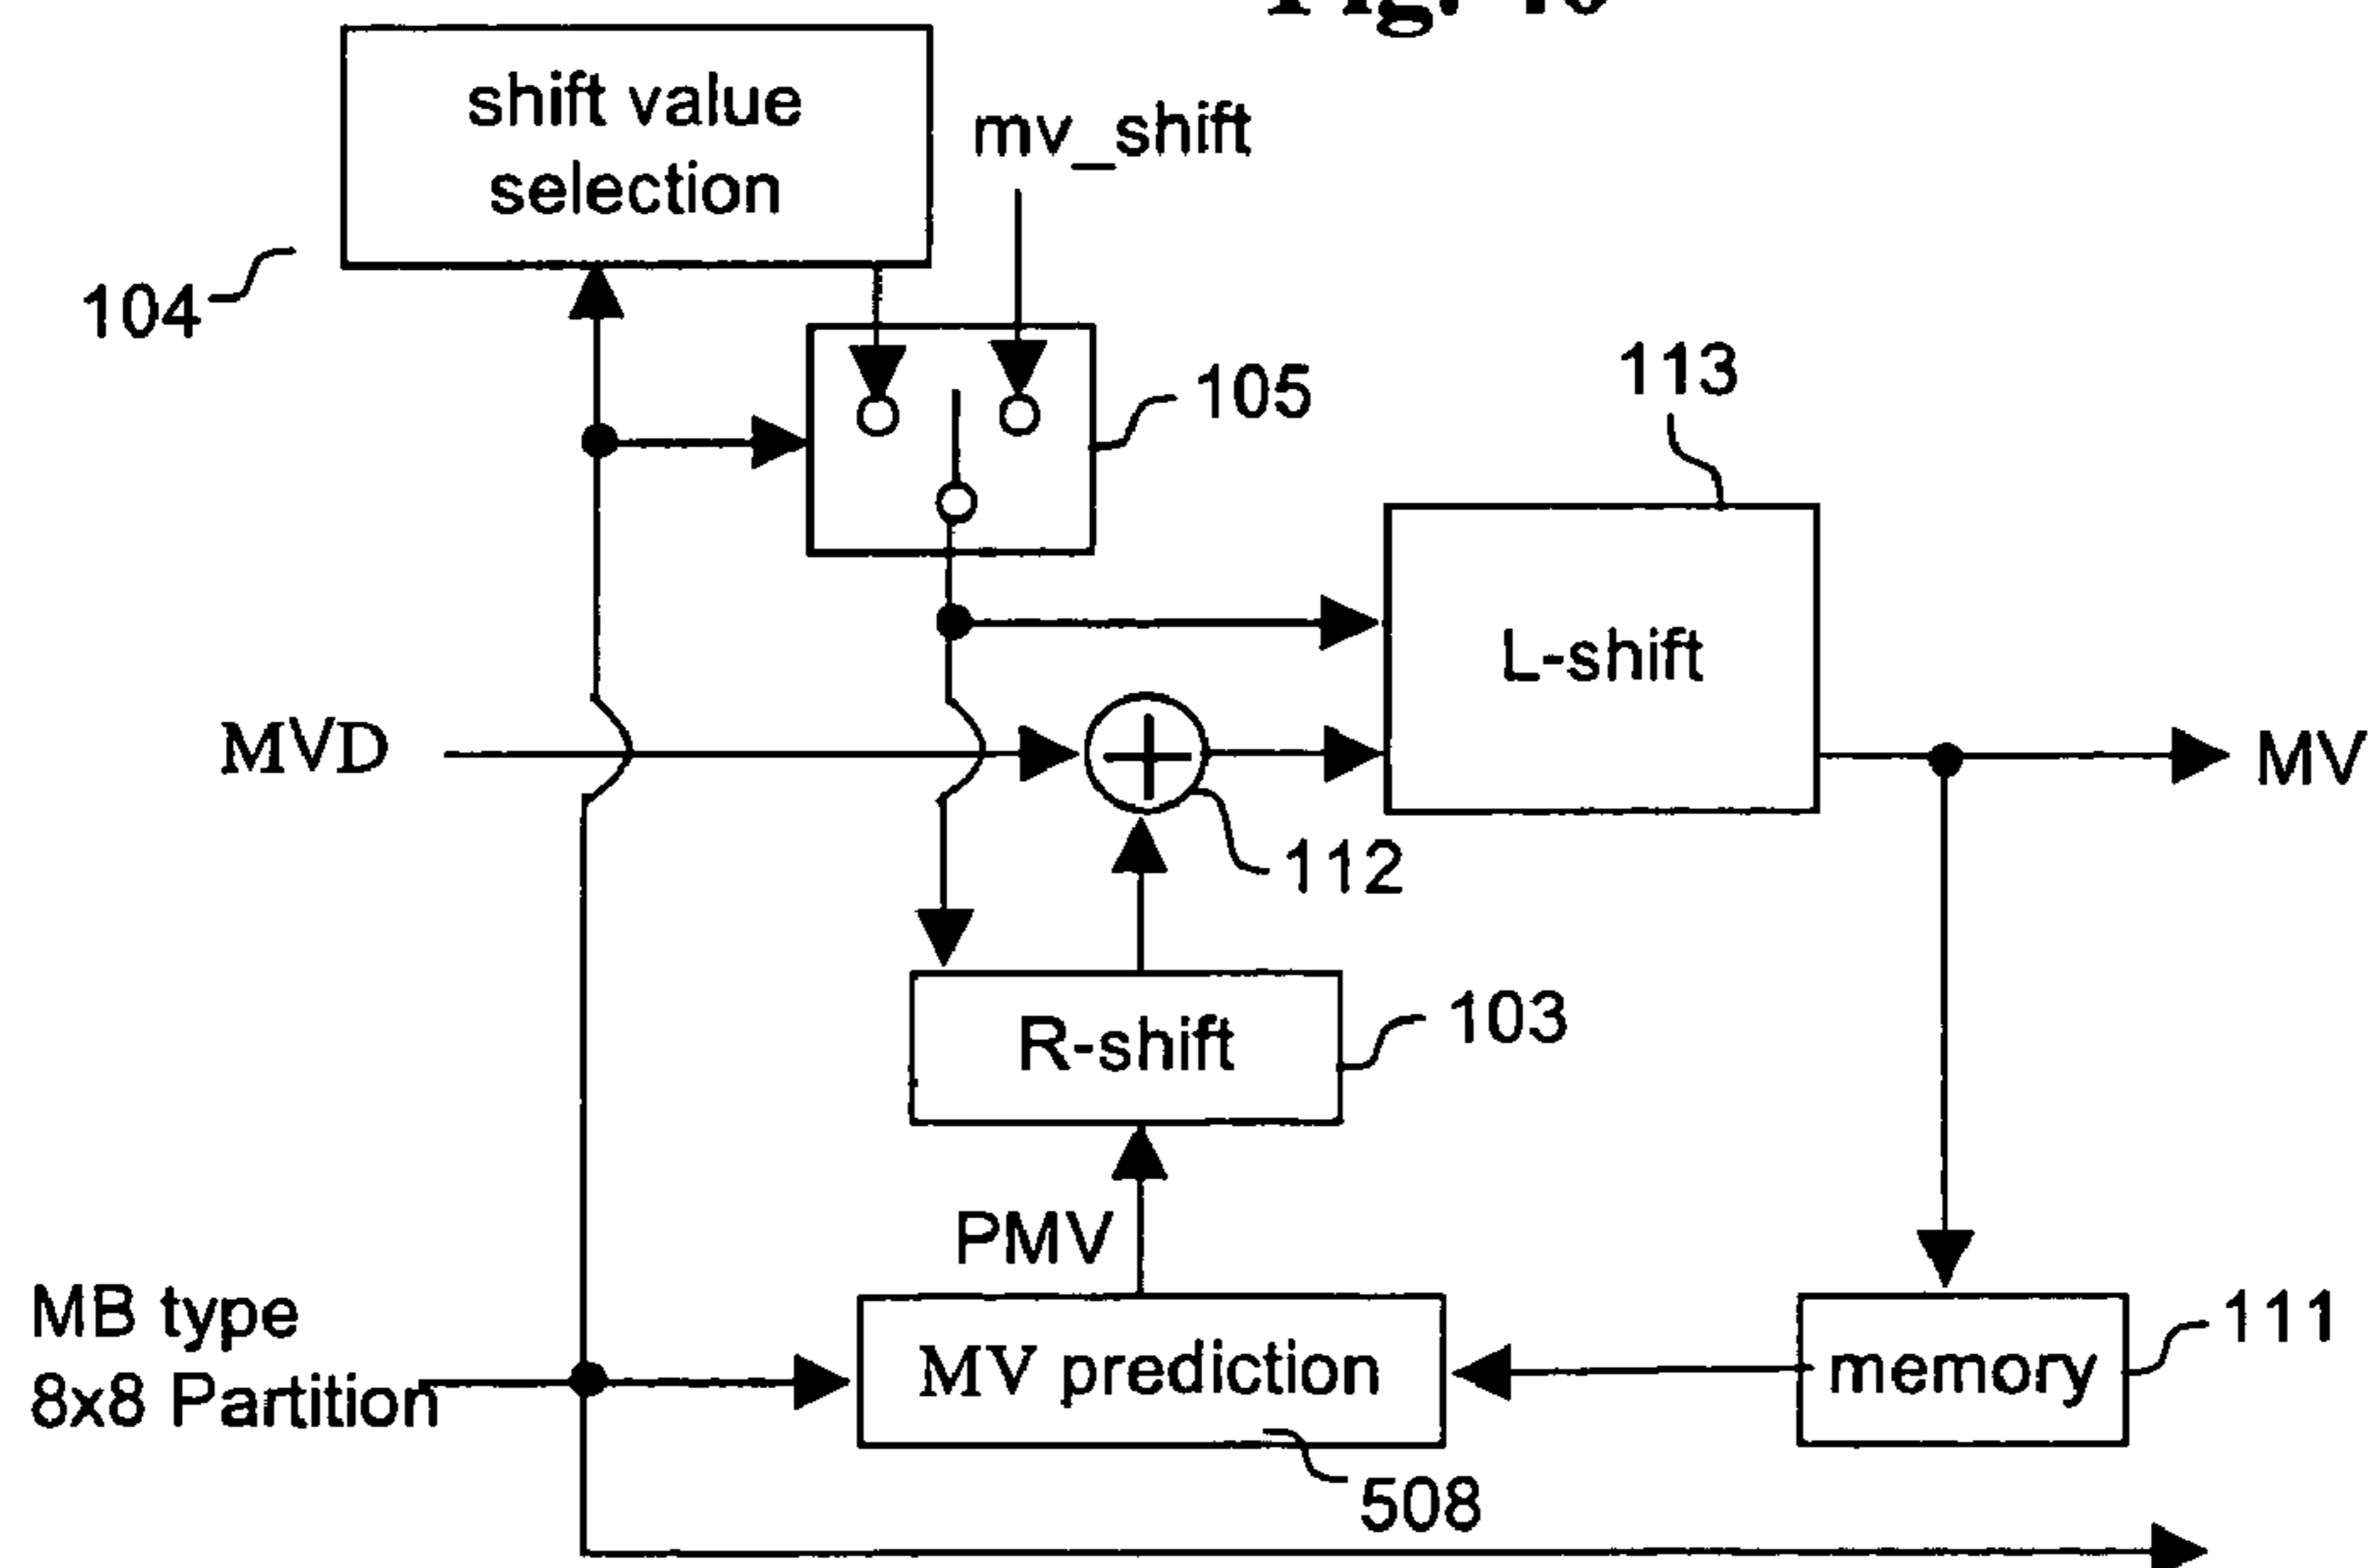 shift value
selection
mv_shift
104
105
113
L-shift
MVD
MV
112
R-shift
103
PMV
MB type
8x8 Partition
MV prediction
memory
111
508